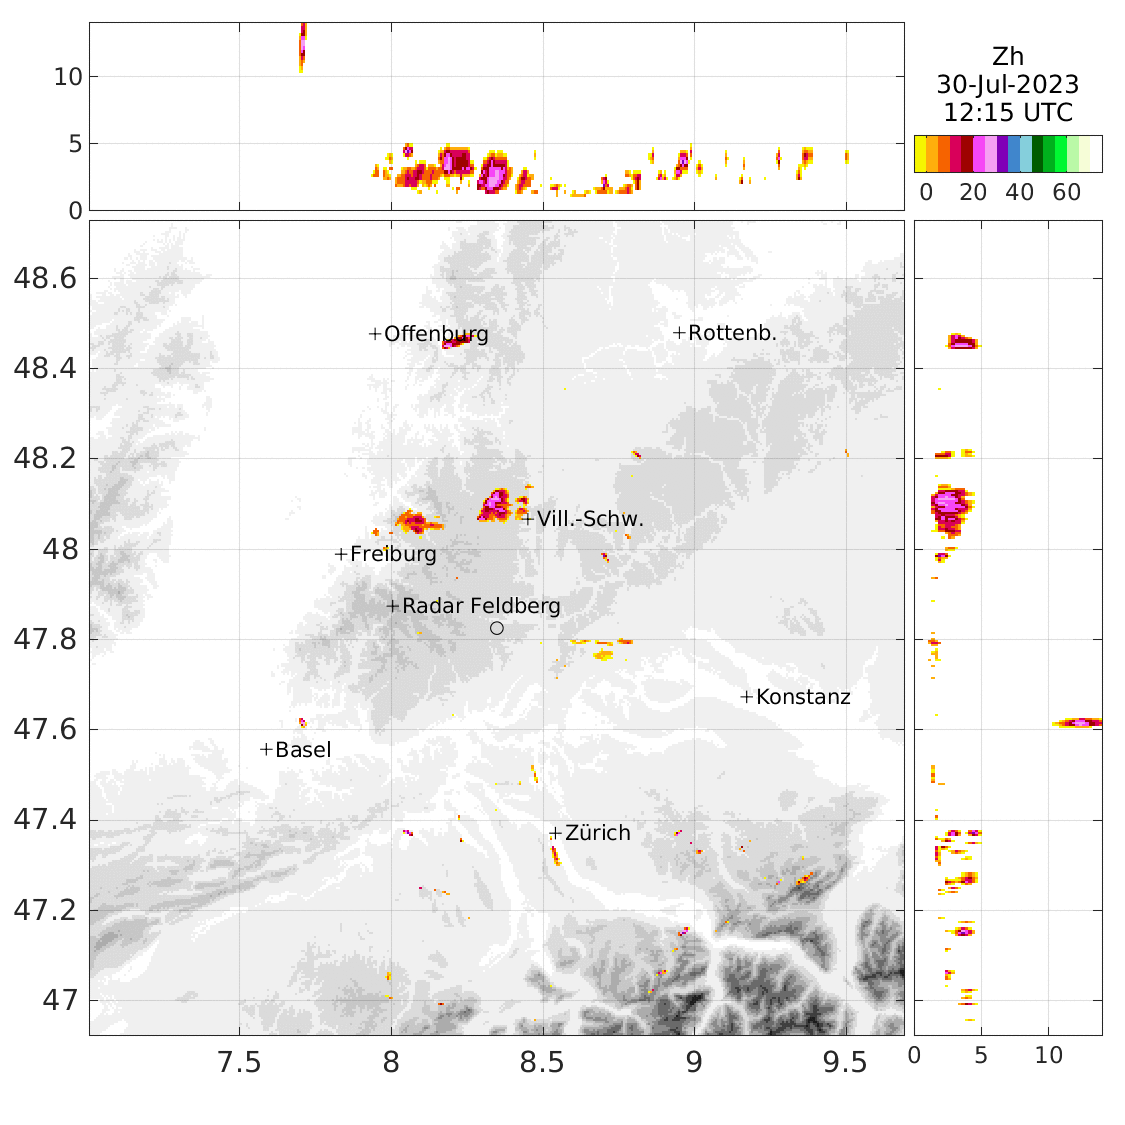 10
5
0
Zh
30-Jul-2023
12:15 UTC
0 20 40 60
48.6
48.4
48.2
48
47.8
47.6
47.4
47.2
47
+Offenburg
+Rottenb.
+Vill.-Schw.
+Freiburg
+Radar Feldberg
+Konstanz
+Basel
+Zürich
7.5 8 8.5 9 9.5
0 5 10